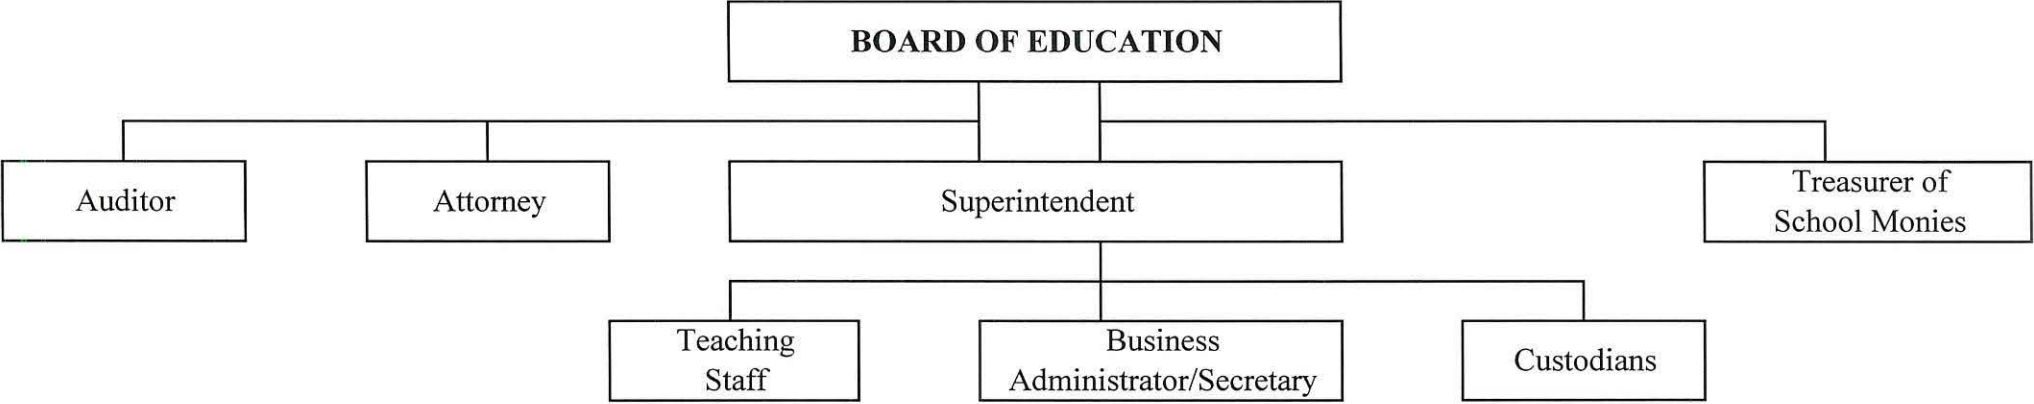 BOARD OF EDUCATION
Auditor
Attorney
Superintendent
Treasurer of
School Monies
Teaching
Staff
Business
Administrator/Secretary
Custodians